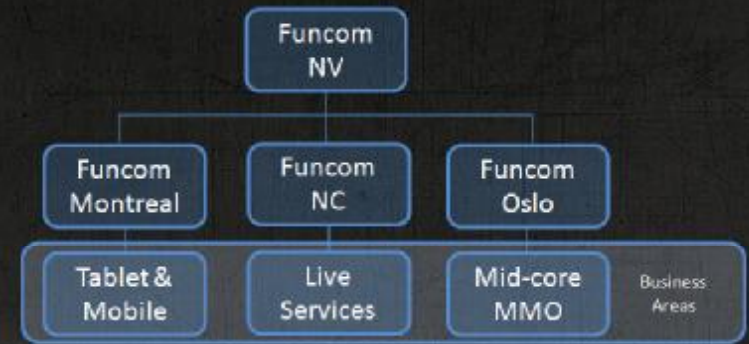 Funcom
NV
Funcom
Montreal
Funcom
NC
Funcom
Oslo
Tablet &
Mobile
Live
Services
Mid-core
MMO
Business
Areas